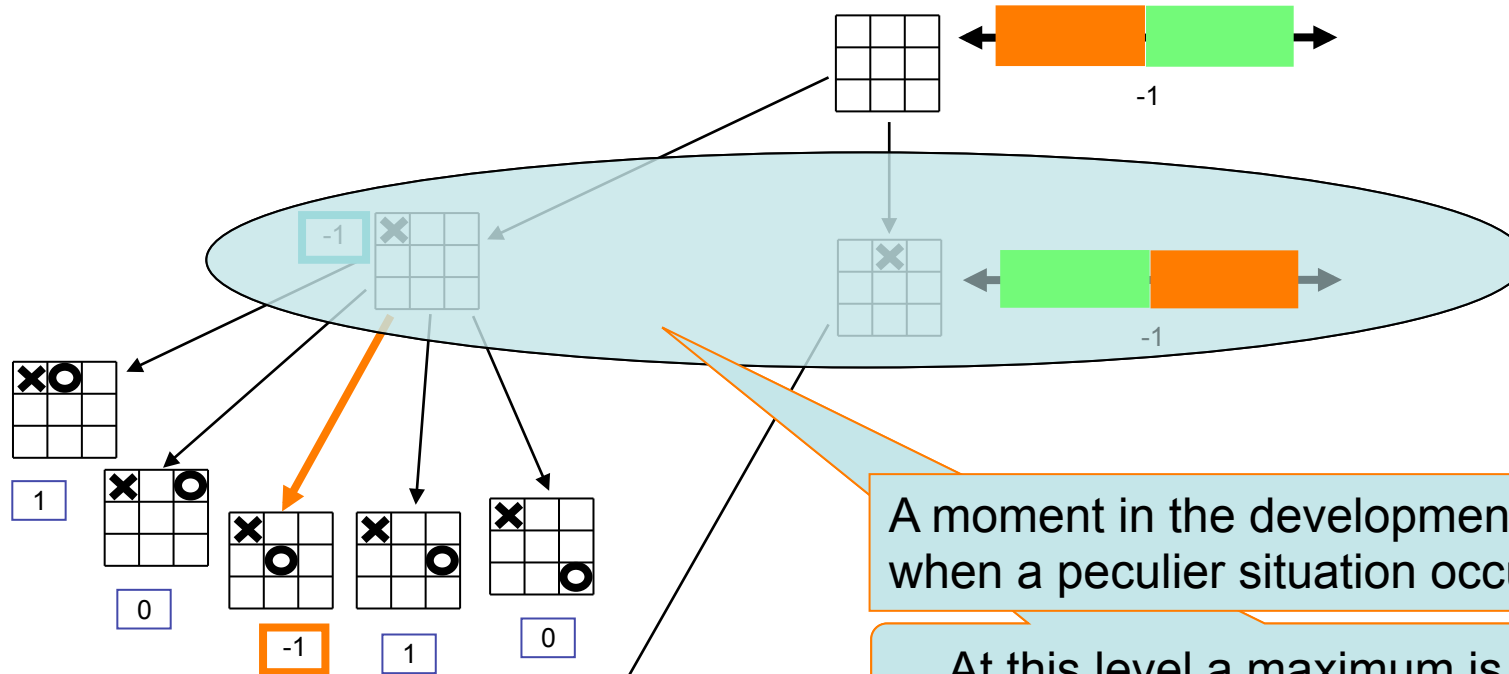 -1
-1
-1
1
0
-1
1
0
A moment in the developmen
when a peculier situation occu
At this level a maximum is